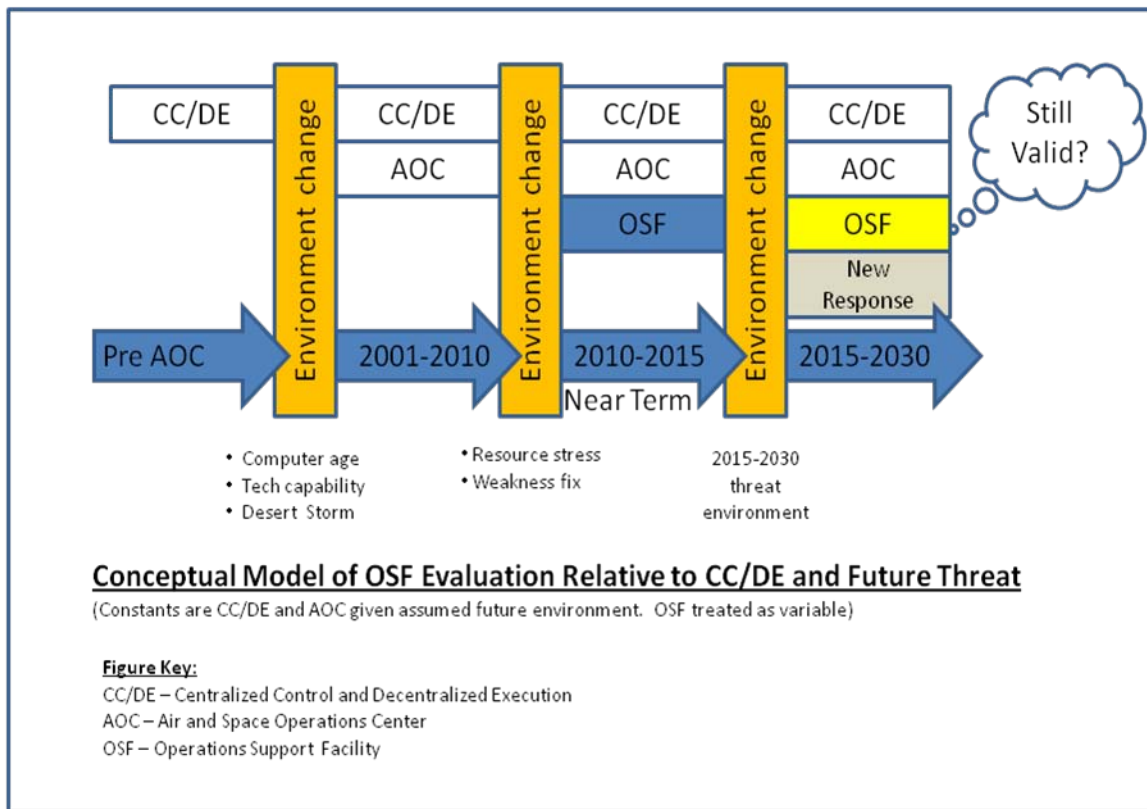 CC/DE
Environment change
CC/DE
Environment change
CC/DE
Environment change
CC/DE
Still
Valid?
AOC
AOC
AOC
OSF
OSF
New
Response
Pre AOC
2001-2010
2010-2015
2015-2030
Near Term
• Computer age
• Tech capability
• Desert Storm
• Resource stress
• Weakness fix
2015-2030
threat
environment
Conceptual Model of OSF Evaluation Relative to CC/DE and Future Threat
(Constants are CC/DE and AOC given assumed future environment. OSF treated as variable)
Figure Key:
CC/DE – Centralized Control and Decentralized Execution
AOC – Air and Space Operations Center
OSF – Operations Support Facility